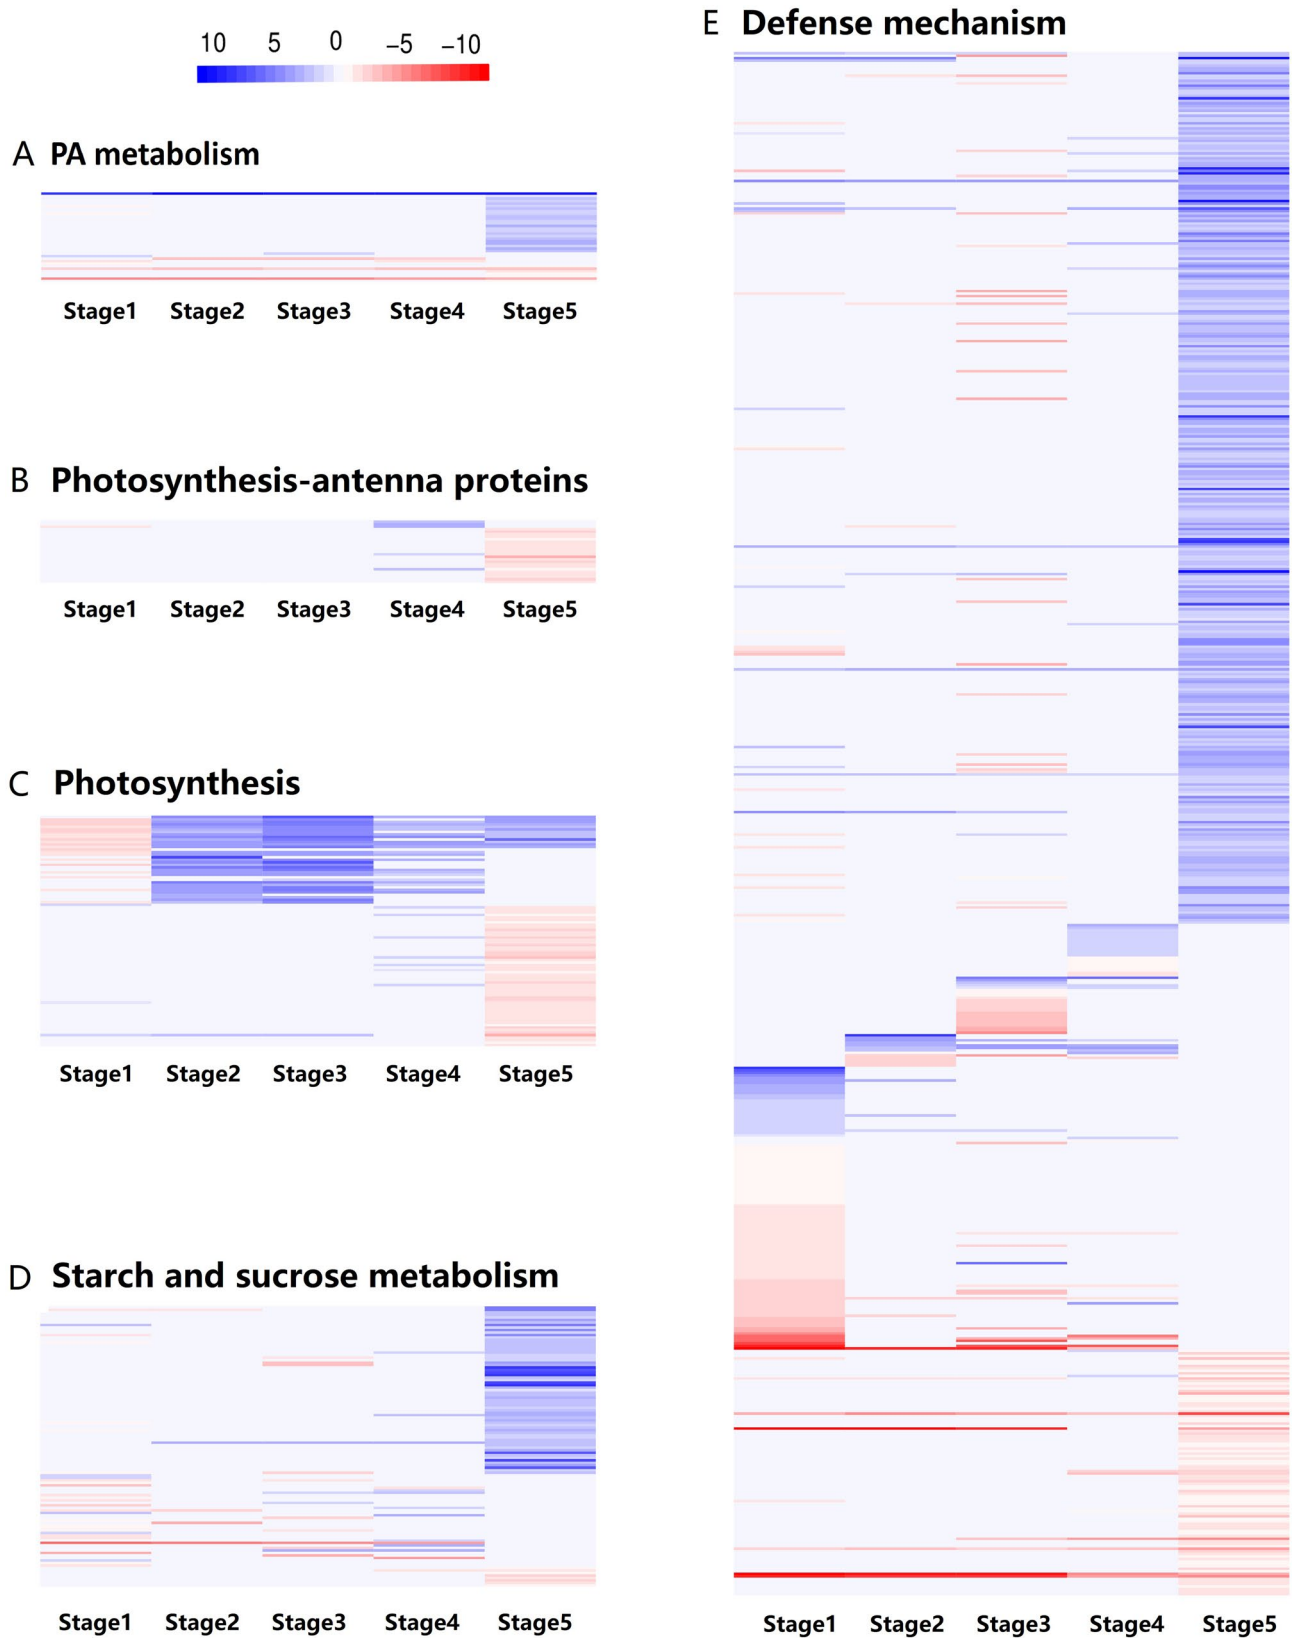 10 5 0 −5 −10
A PA metabolism
Stage1 Stage2 Stage3 Stage4 Stage5
B Photosynthesis-antenna proteins
Stage1 Stage2 Stage3 Stage4 Stage5
C Photosynthesis
Stage1 Stage2 Stage3 Stage4 Stage5
D Starch and sucrose metabolism
Stage1 Stage2 Stage3 Stage4 Stage5
E Defense mechanism
Stage1 Stage2 Stage3 Stage4 Stage5